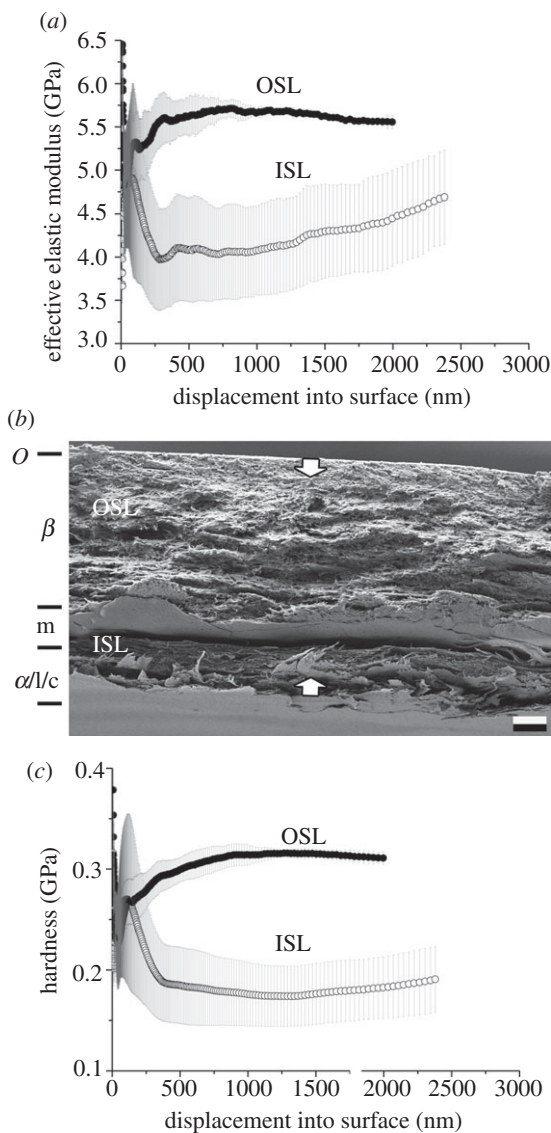 (a)
6.5
6.0
5.5
5.0
4.5
4.0
3.5
3.0
effective elastic modulus (GPa)
OSL
ISL
0 500 1000 1500 2000 2500 3000
displacement into surface (nm)
(b)
O
OSL
β
m
ISL
α/l/c
(c)
0.4
0.3
0.2
0.1
hardness (GPa)
OSL
ISL
0 500 1000 1500 2000 2500 3000
displacement into surface (nm)